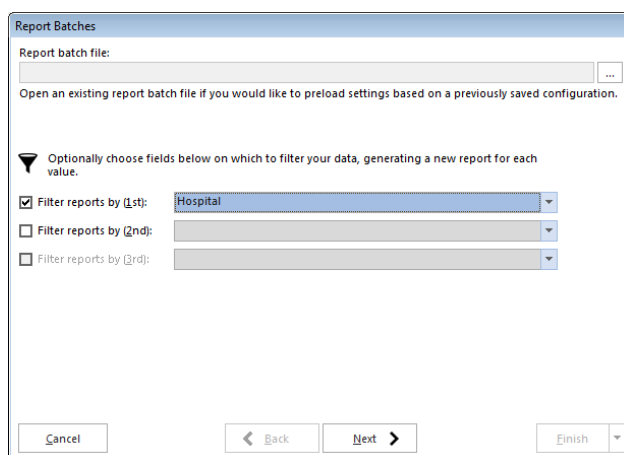 Report Batches
Report batch file:
...
Open an existing report batch file if you would like to preload settings based on a previously saved configuration.
Optionally choose fields below on which to filter your data, generating a new report for each
value.
Filter reports by (1st): Hospital
Filter reports by (2nd):
Filter reports by (3rd):
Cancel Back Next Finish